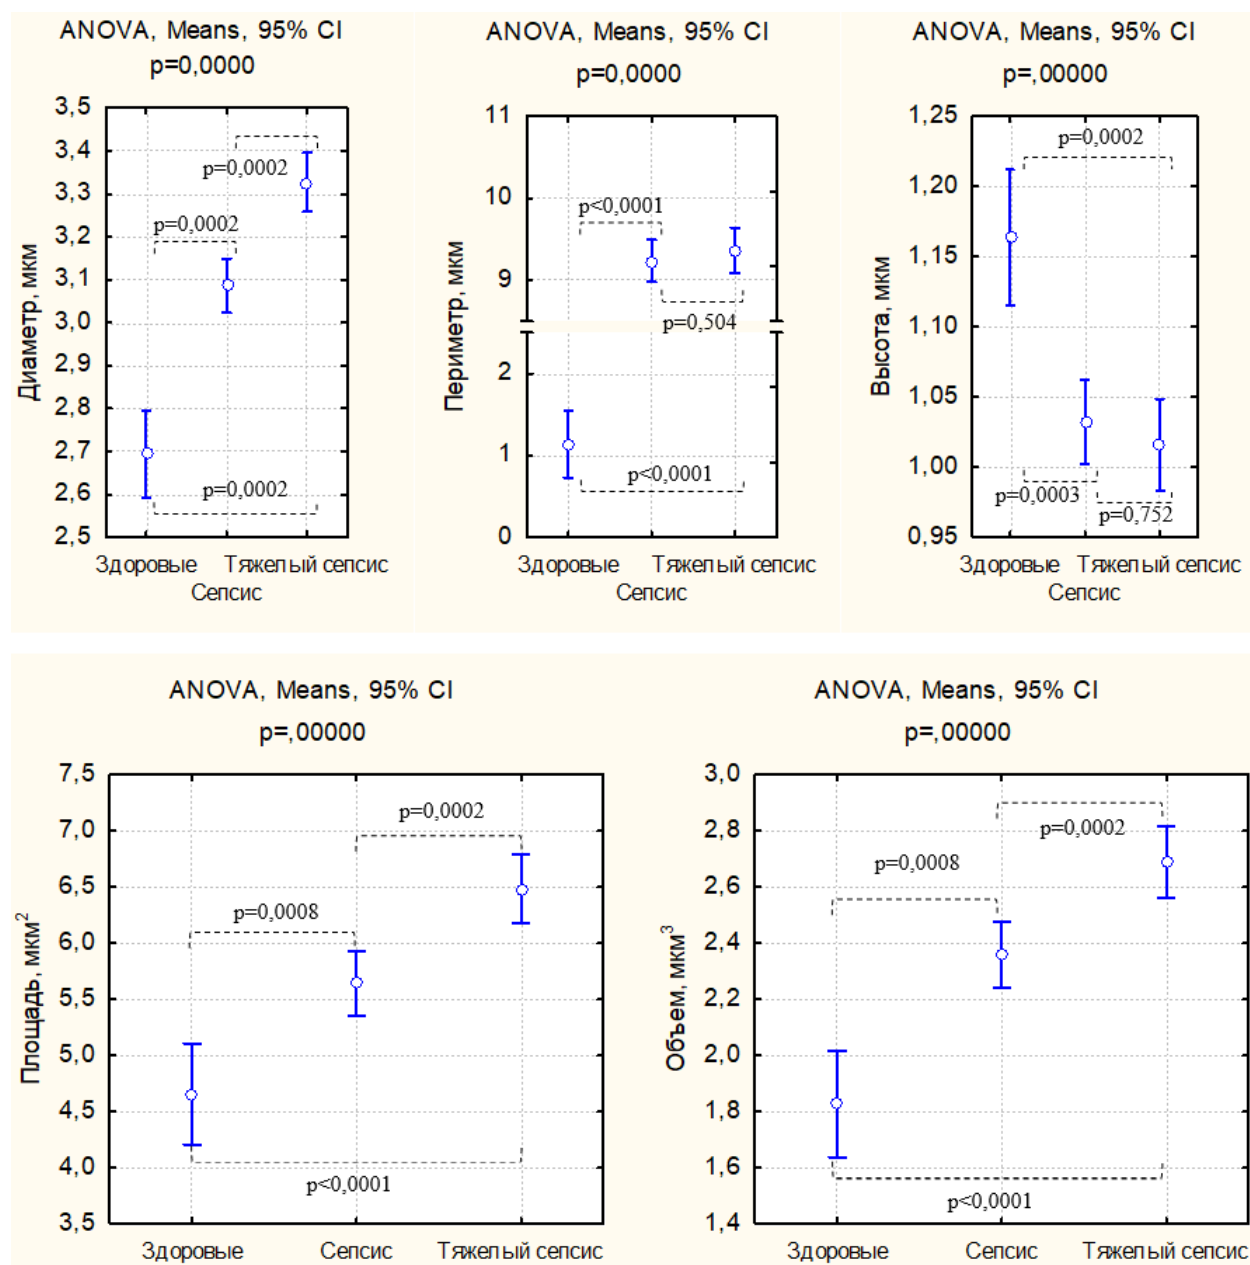 ANOVA, Means, 95% CI
p=0,0000
3,5
3,4
3,3
3,2
3,1
3,0
2,9
2,8
2,7
2,6
2,5
Диаметр, мкм
p=0,0002
p=0,0002
p=0,0002
Здоровые
Тяжелый сепсис
Сепсис
ANOVA, Means, 95% CI
p=0,0000
11
10
9
2
1
0
Периметр, мкм
p<0,0001
p=0,504
p<0,0001
Здоровые
Тяжелый сепсис
Сепсис
ANOVA, Means, 95% CI
p=,00000
1,25
1,20
1,15
1,10
1,05
1,00
0,95
Высота, мкм
p=0,0002
p=0,0003
p=0,752
Здоровые
Тяжелый сепсис
Сепсис
ANOVA, Means, 95% CI
p=,00000
7,5
7,0
6,5
6,0
5,5
5,0
4,5
4,0
3,5
Площадь, мкм²
p=0,0002
p=0,0008
p<0,0001
Здоровые
Сепсис
Тяжелый сепсис
ANOVA, Means, 95% CI
p=,00000
3,0
2,8
2,6
2,4
2,2
2,0
1,8
1,6
1,4
Объем, мкм³
p=0,0002
p=0,0008
p<0,0001
Здоровые
Сепсис
Тяжелый сепсис